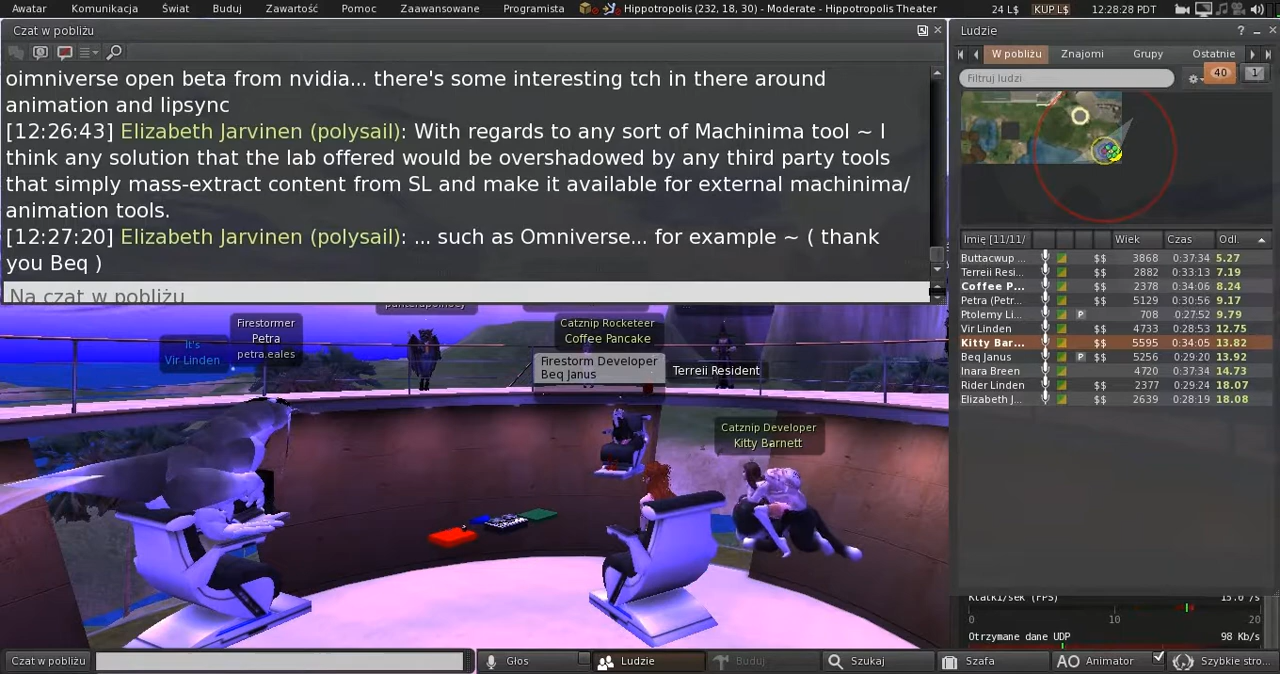 Awatar Komunikacja Świat Buduj Zawartość Pomoc Zaawansowane Programista Hippotropolis (232, 18, 30) - Moderate - Hippotropolis Theater 24 L$ KUP L$ 12:28:28 PDT
Czat w pobliżu
oimniverse open beta from nvidia... there's some interesting tch in there around
animation and lipsync
[12:26:43] Elizabeth Jarvinen (polysail): With regards to any sort of Machinima tool ~ I
think any solution that the lab offered would be overshadowed by any third party tools
that simply mass-extract content from SL and make it available for external machinima/
animation tools.
[12:27:20] Elizabeth Jarvinen (polysail): ... such as Omniverse... for example ~ ( thank
you Beq )
Na czat w pobliżu
Firestormer
Petra
petra.eales
It's
Vir Linden
Catznip Rocketeer
Coffee Pancake
Firestorm Developer
Beq Janus
Terreii Resident
Catznip Developer
Kitty Barnett
Ludzie
? _ ×
W pobliżu Znajomi Grupy Ostatnie
Filtruj ludzi 40 1
Imię [11/11/ Wiek Czas Odl.
Buttacwup ... $$ 3868 0:37:34 5.27
Terreii Resi... $$ 2882 0:33:13 7.19
Coffee P... $$ 2378 0:34:06 8.24
Petra (Petr... $$ 5129 0:30:56 9.17
Ptolemy Li... P 708 0:27:52 9.79
Vir Linden $$ 4733 0:28:53 12.75
Kitty Bar... $$ 5595 0:34:05 13.82
Beq Janus P $$ 5256 0:29:20 13.92
Inara Breen $$ 4720 0:37:34 14.73
Rider Linden $$ 2377 0:29:24 18.07
Elizabeth J... $$ 2639 0:28:19 18.08
Klatki/sek (FPS) 15.0 /s
0 10 20
Otrzymane dane UDP 98 Kb/s
Czat w pobliżu Głos Ludzie Buduj Szukaj Szafa AO Animator Szybkie stro...